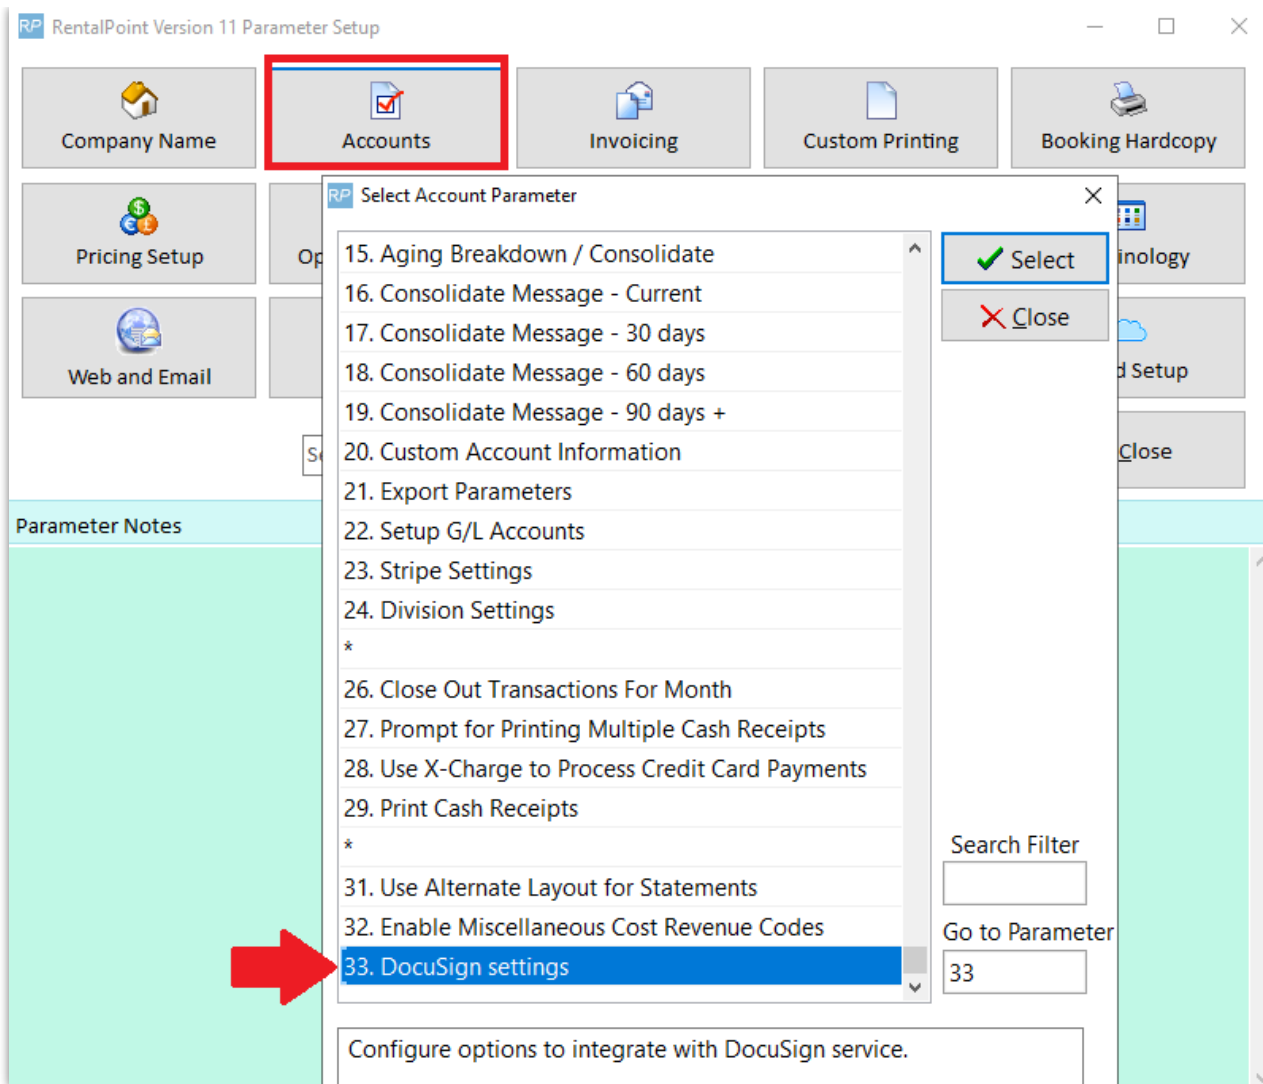 RP RentalPoint Version 11 Parameter Setup
Company Name
Accounts
Invoicing
Custom Printing
Booking Hardcopy
Pricing Setup
Op
inology
Web and Email
d Setup
Se
Close
Parameter Notes
RP Select Account Parameter
15. Aging Breakdown / Consolidate
16. Consolidate Message - Current
17. Consolidate Message - 30 days
18. Consolidate Message - 60 days
19. Consolidate Message - 90 days +
20. Custom Account Information
21. Export Parameters
22. Setup G/L Accounts
23. Stripe Settings
24. Division Settings
*
26. Close Out Transactions For Month
27. Prompt for Printing Multiple Cash Receipts
28. Use X-Charge to Process Credit Card Payments
29. Print Cash Receipts
*
31. Use Alternate Layout for Statements
32. Enable Miscellaneous Cost Revenue Codes
33. DocuSign settings
Select
Close
Search Filter
Go to Parameter
33
Configure options to integrate with DocuSign service.